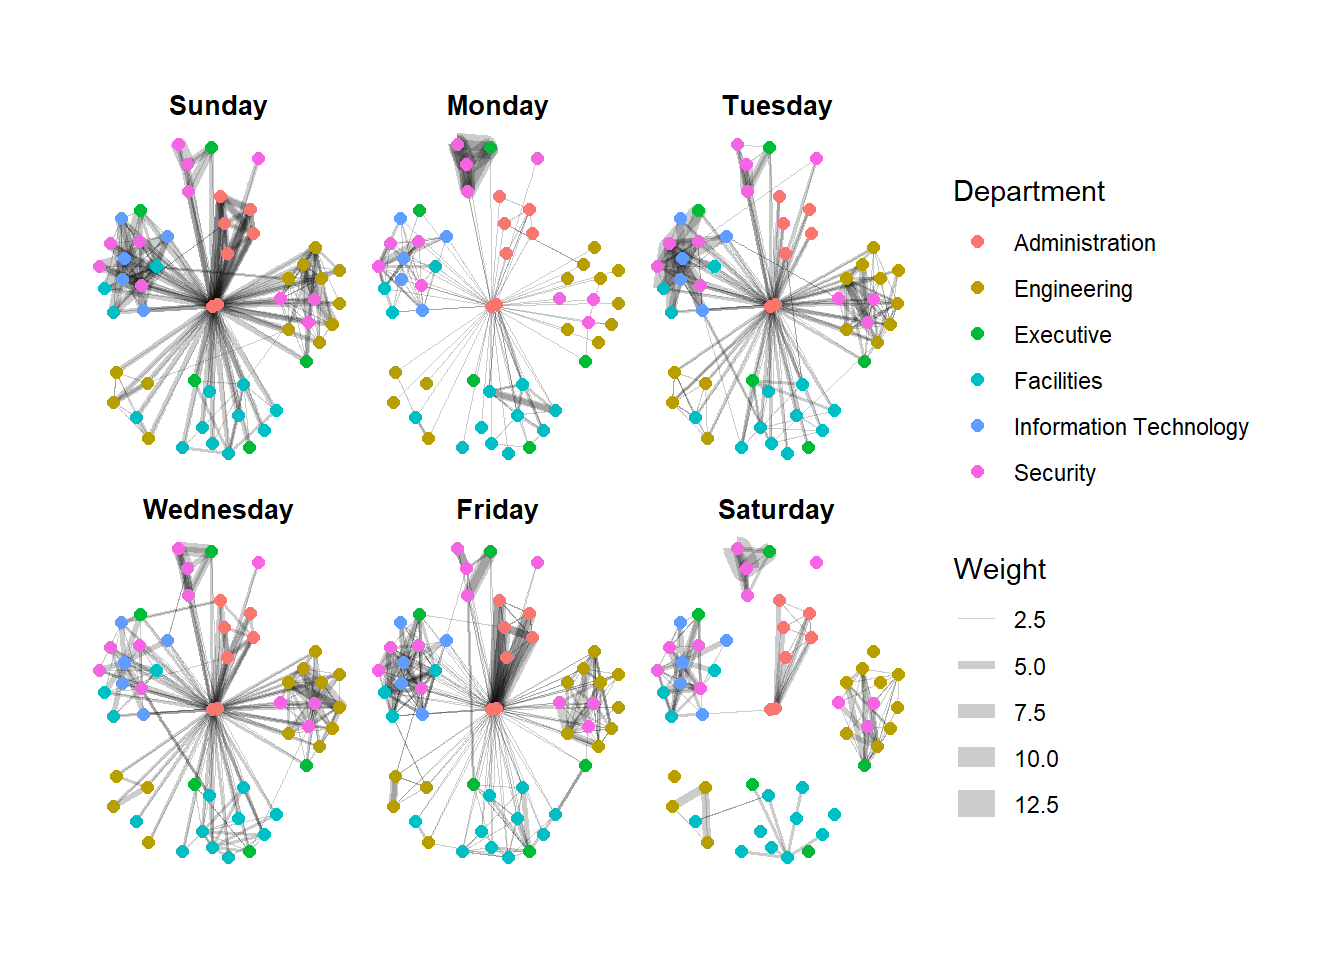 Sunday
Monday
Tuesday
Wednesday
Friday
Saturday
Department
Administration
Engineering
Executive
Facilities
Information Technology
Security
Weight
2.5
5.0
7.5
10.0
12.5